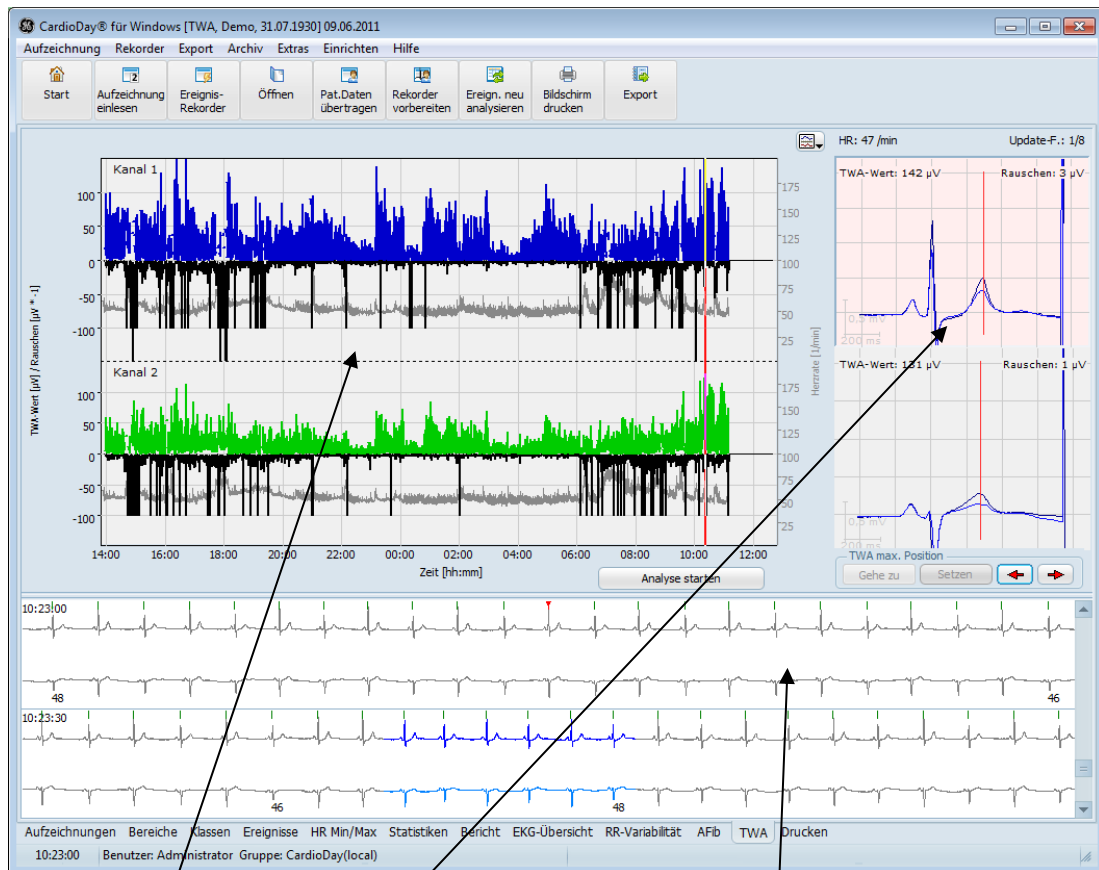 CardioDay® für Windows [TWA, Demo, 31.07.1930] 09.06.2011
Aufzeichnung Rekorder Export Archiv Extras Einrichten Hilfe
Start
Aufzeichnung einlesen
Ereignis-Rekorder
Öffnen
Pat.Daten übertragen
Rekorder vorbereiten
Ereign. neu analysieren
Bildschirm drucken
Export
HR: 47 /min Update-F.: 1/8
Kanal 1
TWA-Wert [µV] / Rauschen [µV * -1]
100
50
0
-50
-100
175
150
125
100
75
50
25
Herzrate [1/min]
Kanal 2
100
50
0
-50
-100
175
150
125
100
75
50
25
14:00 16:00 18:00 20:00 22:00 00:00 02:00 04:00 06:00 08:00 10:00 12:00
Zeit [hh:mm]
Analyse starten
TWA-Wert: 142 µV Rauschen: 3 µV
0,5 mV
200 ms
TWA-Wert: 131 µV Rauschen: 1 µV
0,5 mV
200 ms
TWA max. Position
Gehe zu Setzen
10:23:00
48 46
10:23:30
46 48
Aufzeichnungen Bereiche Klassen Ereignisse HR Min/Max Statistiken Bericht EKG-Übersicht RR-Variabilität AFib TWA Drucken
10:23:00 Benutzer: Administrator Gruppe: CardioDay(local)